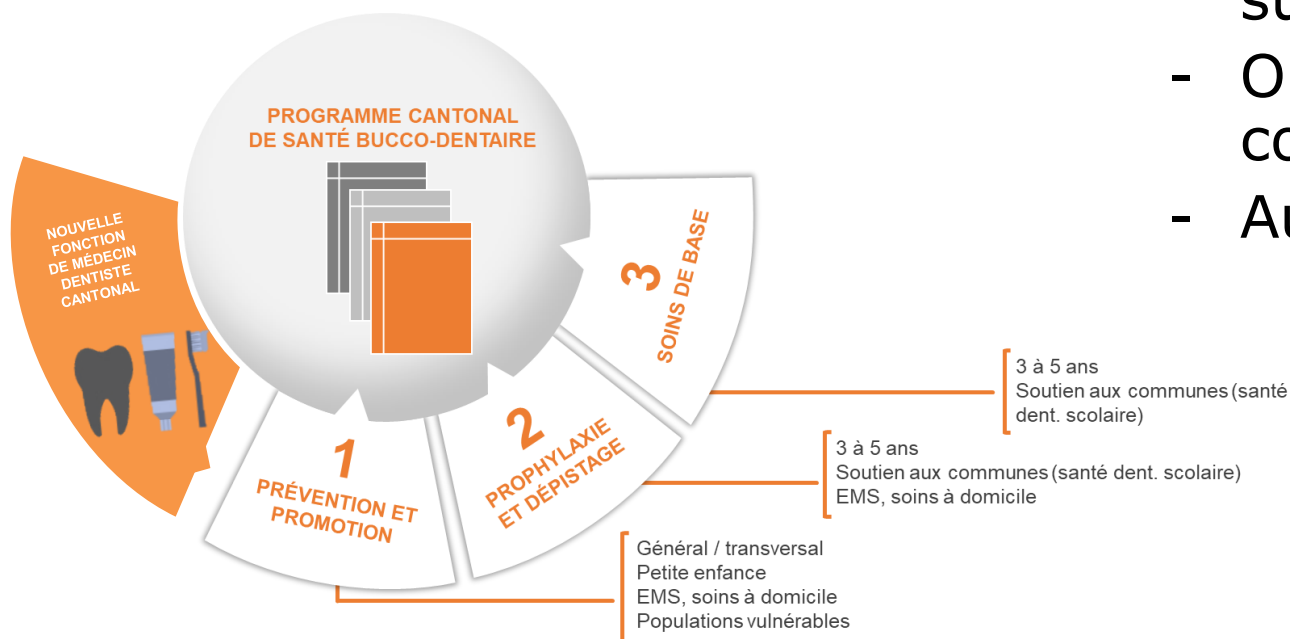 PROGRAMME CANTONAL
DE SANTÉ BUCCO-DENTAIRE
NOUVELLE
FONCTION
DE MÉDECIN
DENTISTE
CANTONAL
1
PRÉVENTION ET
PROMOTION
2
PROPHYLAXIE
ET DÉPISTAGE
3
SOINS DE BASE
3 à 5 ans
Soutien aux communes (santé
dent. scolaire)
3 à 5 ans
Soutien aux communes (santé dent. scolaire)
EMS, soins à domicile
Général / transversal
Petite enfance
EMS, soins à domicile
Populations vulnérables